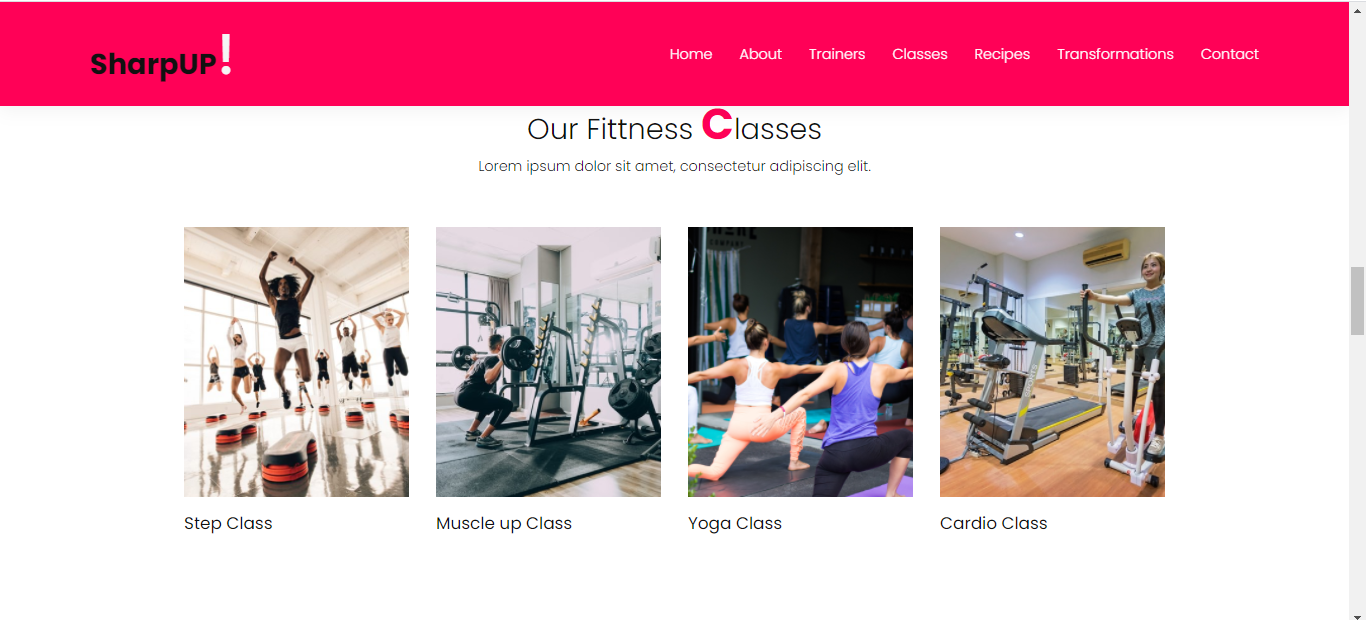 SharpUP!
Home About Trainers Classes Recipes Transformations Contact
Our Fittness Classes
Lorem ipsum dolor sit amet, consectetur adipiscing elit.
COMPANY
Step Class
Muscle up Class
Yoga Class
Cardio Class